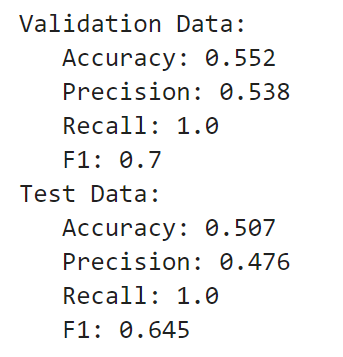 Validation Data:
Accuracy: 0.552
Precision: 0.538
Recall: 1.0
F1: 0.7
Test Data:
Accuracy: 0.507
Precision: 0.476
Recall: 1.0
F1: 0.645